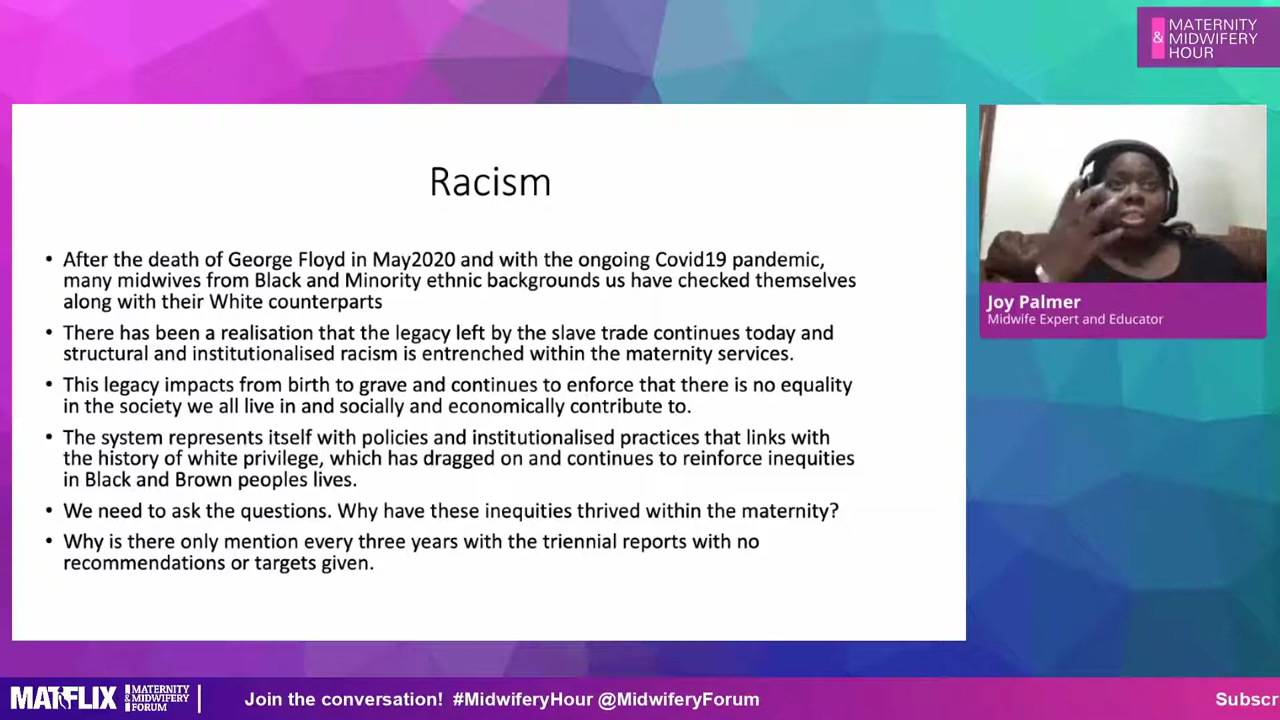 MATERNITY
& MIDWIFERY
HOUR
Racism
• After the death of George Floyd in May2020 and with the ongoing Covid19 pandemic,
many midwives from Black and Minority ethnic backgrounds us have checked themselves
along with their White counterparts
• There has been a realisation that the legacy left by the slave trade continues today and
structural and institutionalised racism is entrenched within the maternity services.
• This legacy impacts from birth to grave and continues to enforce that there is no equality
in the society we all live in and socially and economically contribute to.
• The system represents itself with policies and institutionalised practices that links with
the history of white privilege, which has dragged on and continues to reinforce inequities
in Black and Brown peoples lives.
• We need to ask the questions. Why have these inequities thrived within the maternity?
• Why is there only mention every three years with the triennial reports with no
recommendations or targets given.
Joy Palmer
Midwife Expert and Educator
MATFLIX
MATERNITY
& MIDWIFERY
FORUM
Join the conversation! #MidwiferyHour @MidwiferyForum
Subscr